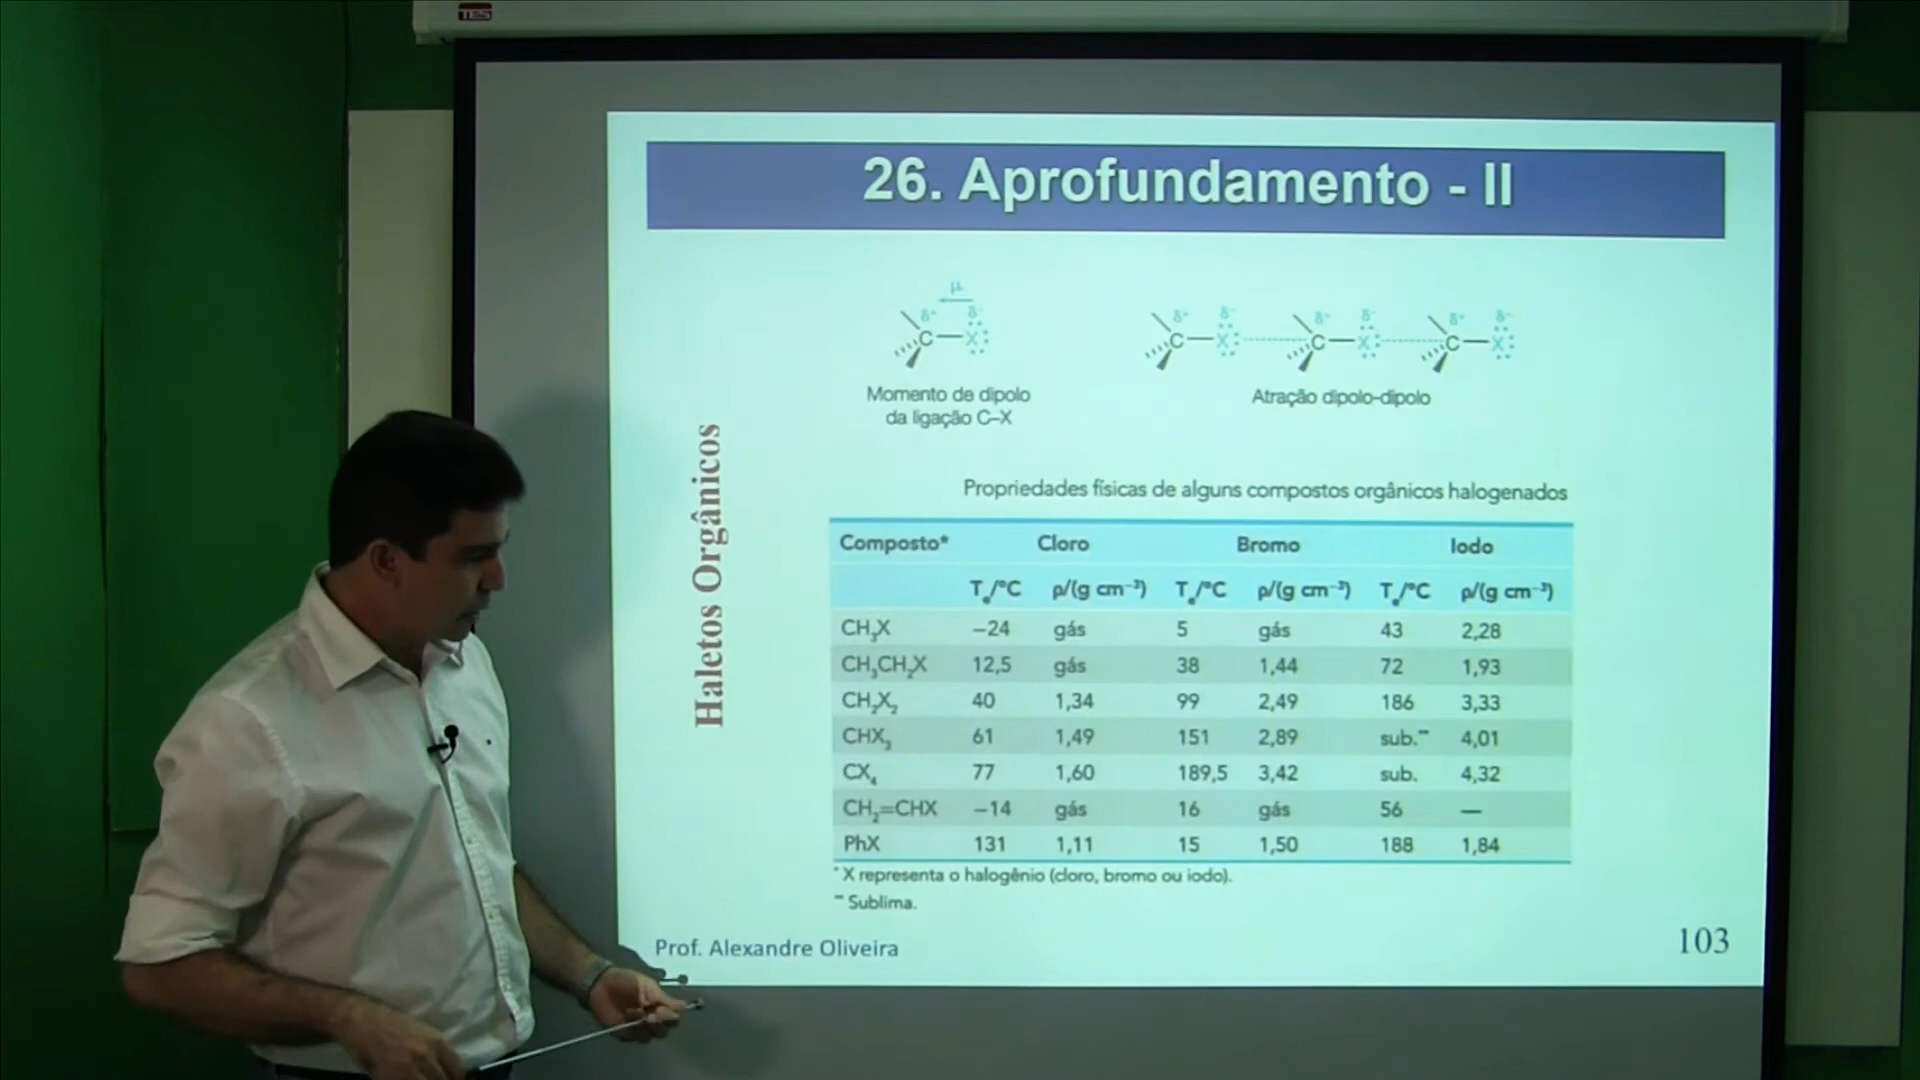 TES
26. Aprofundamento - II
μ
δ+ δ-
C X
δ+ δ- δ+ δ- δ+ δ-
C X C X C X
Momento de dipolo
da ligação C–X
Atração dipolo-dipolo
Haletos Orgânicos
Propriedades físicas de alguns compostos orgânicos halogenados
Composto* Cloro Bromo Iodo
Tₑ/°C ρ/(g cm⁻³) Tₑ/°C ρ/(g cm⁻³) Tₑ/°C ρ/(g cm⁻³)
CH₃X −24 gás 5 gás 43 2,28
CH₃CH₂X 12,5 gás 38 1,44 72 1,93
CH₂X₂ 40 1,34 99 2,49 186 3,33
CHX₃ 61 1,49 151 2,89 sub.** 4,01
CX₄ 77 1,60 189,5 3,42 sub. 4,32
CH₂=CHX −14 gás 16 gás 56 —
PhX 131 1,11 15 1,50 188 1,84
* X representa o halogênio (cloro, bromo ou iodo).
** Sublima.
Prof. Alexandre Oliveira
103